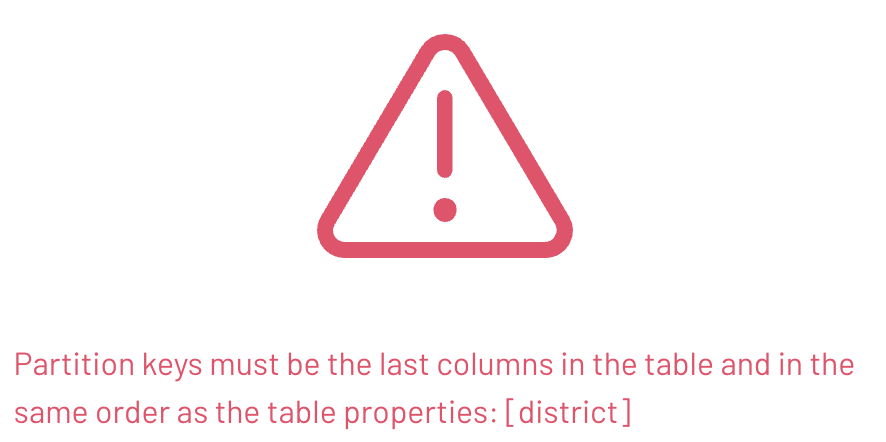 Partition keys must be the last columns in the table and in the
same order as the table properties: [district]